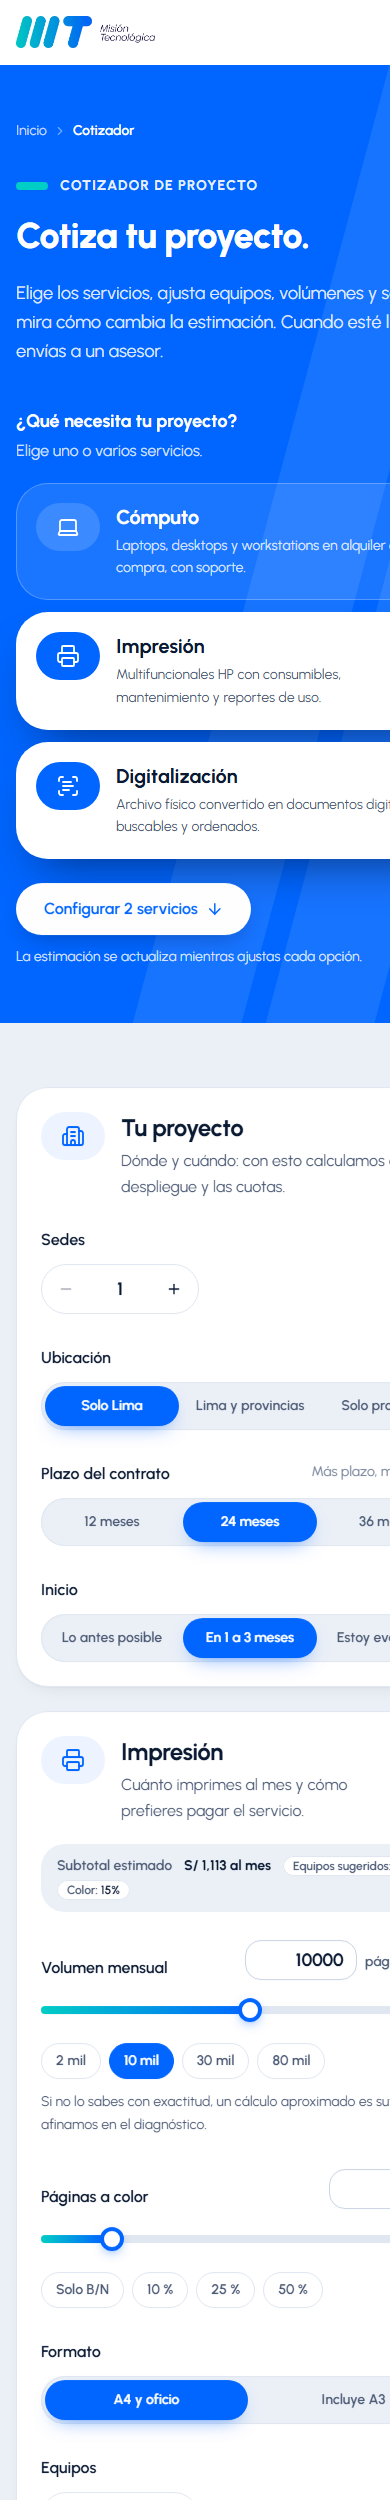 Misión
Tecnológica
Inicio > Cotizador
COTIZADOR DE PROYECTO
Cotiza tu proyecto.
Elige los servicios, ajusta equipos, volúmenes y s
mira cómo cambia la estimación. Cuando esté l
envías a un asesor.
¿Qué necesita tu proyecto?
Elige uno o varios servicios.
Cómputo
Laptops, desktops y workstations en alquiler
compra, con soporte.
Impresión
Multifuncionales HP con consumibles,
mantenimiento y reportes de uso.
Digitalización
Archivo físico convertido en documentos digit
buscables y ordenados.
Configurar 2 servicios ↓
La estimación se actualiza mientras ajustas cada opción.
Tu proyecto
Dónde y cuándo: con esto calculamos
despliegue y las cuotas.
Sedes
− 1 +
Ubicación
Solo Lima Lima y provincias Solo pro
Plazo del contrato Más plazo, m
12 meses 24 meses 36 m
Inicio
Lo antes posible En 1 a 3 meses Estoy ev
Impresión
Cuánto imprimes al mes y cómo
prefieres pagar el servicio.
Subtotal estimado S/ 1,113 al mes Equipos sugeridos:
Color: 15%
Volumen mensual 10000 pág
2 mil 10 mil 30 mil 80 mil
Si no lo sabes con exactitud, un cálculo aproximado es su
afinamos en el diagnóstico.
Páginas a color
Solo B/N 10 % 25 % 50 %
Formato
A4 y oficio Incluye A3
Equipos